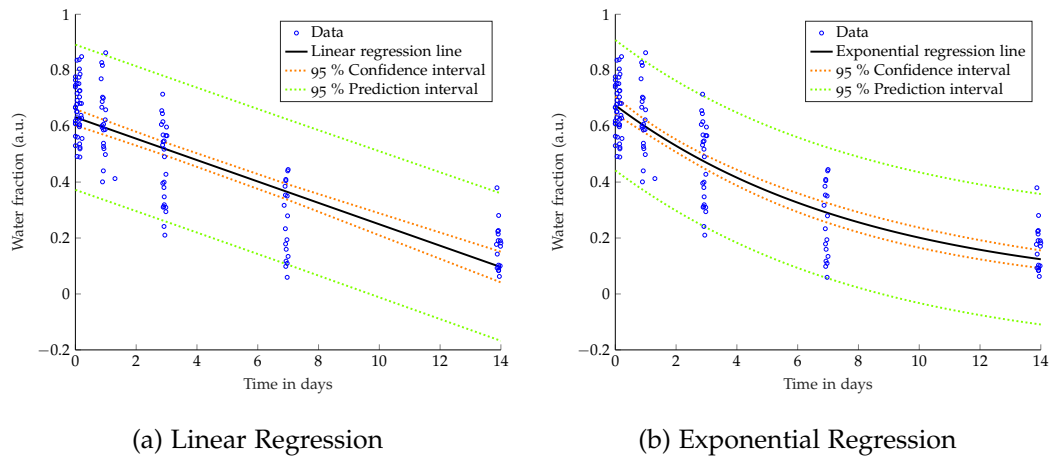 Water fraction (a.u.)
1
0.8
0.6
0.4
0.2
0
−0.2
0
2
4
6
8
10
12
14
Time in days
Data
Linear regression line
95 % Confidence interval
95 % Prediction interval
(a) Linear Regression
Water fraction (a.u.)
1
0.8
0.6
0.4
0.2
0
−0.2
0
2
4
6
8
10
12
14
Time in days
Data
Exponential regression line
95 % Confidence interval
95 % Prediction interval
(b) Exponential Regression